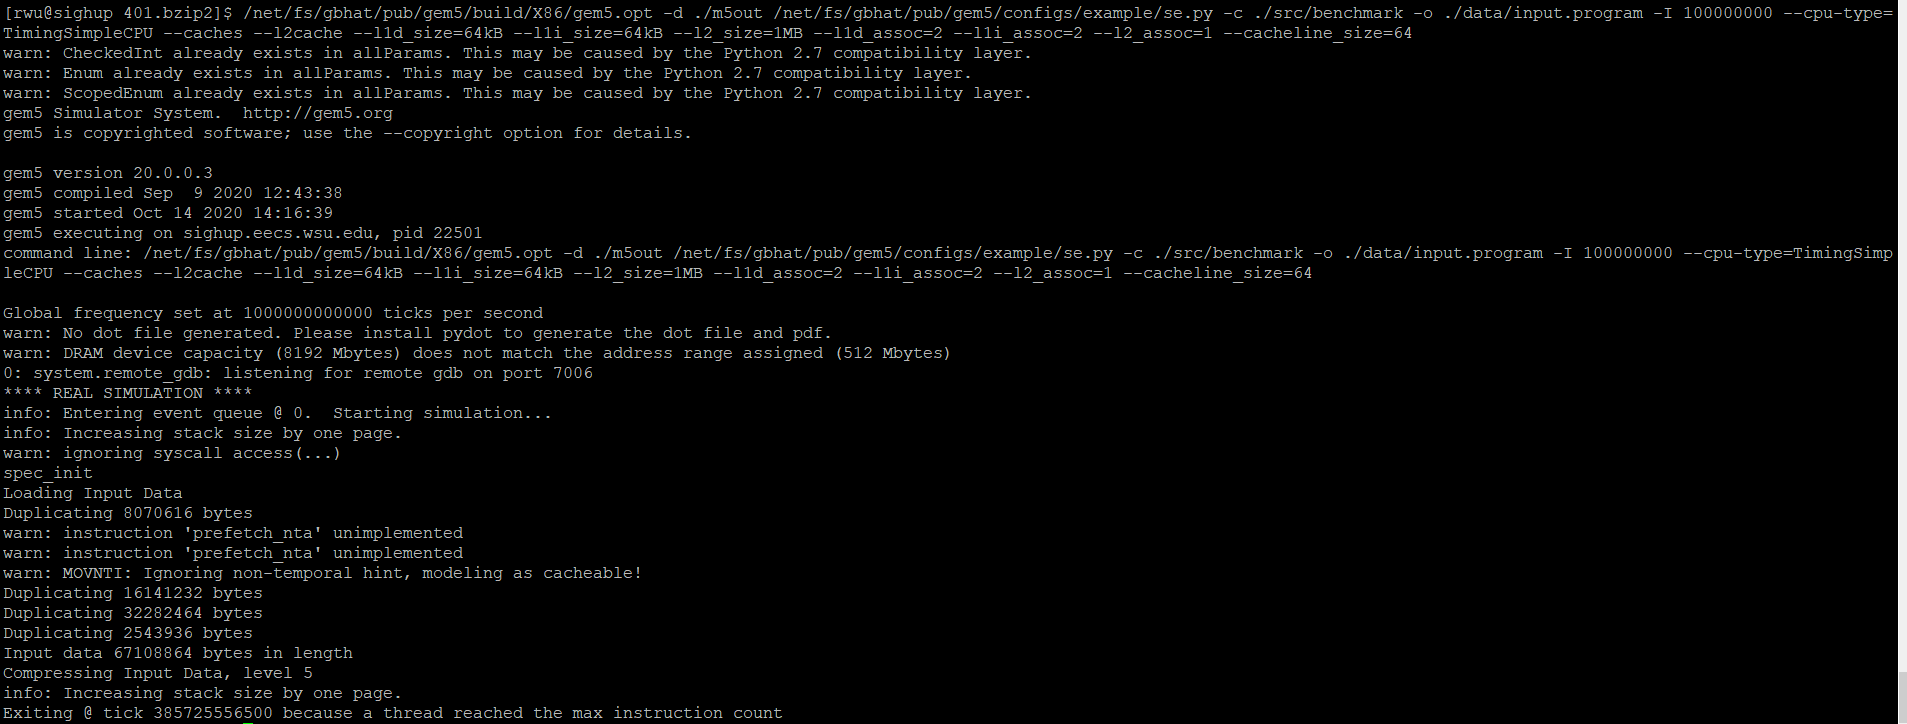 [rwu@sighup 401.bzip2]$ /net/fs/gbhat/pub/gem5/build/X86/gem5.opt -d ./m5out /net/fs/gbhat/pub/gem5/configs/example/se.py -c ./src/benchmark -o ./data/input.program -I 100000000 --cpu-type=
TimingSimpleCPU --caches --l2cache --l1d_size=64kB --l1i_size=64kB --l2_size=1MB --l1d_assoc=2 --l1i_assoc=2 --l2_assoc=1 --cacheline_size=64
warn: CheckedInt already exists in allParams. This may be caused by the Python 2.7 compatibility layer.
warn: Enum already exists in allParams. This may be caused by the Python 2.7 compatibility layer.
warn: ScopedEnum already exists in allParams. This may be caused by the Python 2.7 compatibility layer.
gem5 Simulator System.  http://gem5.org
gem5 is copyrighted software; use the --copyright option for details.

gem5 version 20.0.0.3
gem5 compiled Sep  9 2020 12:43:38
gem5 started Oct 14 2020 14:16:39
gem5 executing on sighup.eecs.wsu.edu, pid 22501
command line: /net/fs/gbhat/pub/gem5/build/X86/gem5.opt -d ./m5out /net/fs/gbhat/pub/gem5/configs/example/se.py -c ./src/benchmark -o ./data/input.program -I 100000000 --cpu-type=TimingSimp
leCPU --caches --l2cache --l1d_size=64kB --l1i_size=64kB --l2_size=1MB --l1d_assoc=2 --l1i_assoc=2 --l2_assoc=1 --cacheline_size=64

Global frequency set at 1000000000000 ticks per second
warn: No dot file generated. Please install pydot to generate the dot file and pdf.
warn: DRAM device capacity (8192 Mbytes) does not match the address range assigned (512 Mbytes)
0: system.remote_gdb: listening for remote gdb on port 7006
**** REAL SIMULATION ****
info: Entering event queue @ 0.  Starting simulation...
info: Increasing stack size by one page.
warn: ignoring syscall access(...)
spec_init
Loading Input Data
Duplicating 8070616 bytes
warn: instruction 'prefetch_nta' unimplemented
warn: instruction 'prefetch_nta' unimplemented
warn: MOVNTI: Ignoring non-temporal hint, modeling as cacheable!
Duplicating 16141232 bytes
Duplicating 32282464 bytes
Duplicating 2543936 bytes
Input data 67108864 bytes in length
Compressing Input Data, level 5
info: Increasing stack size by one page.
Exiting @ tick 385725556500 because a thread reached the max instruction count